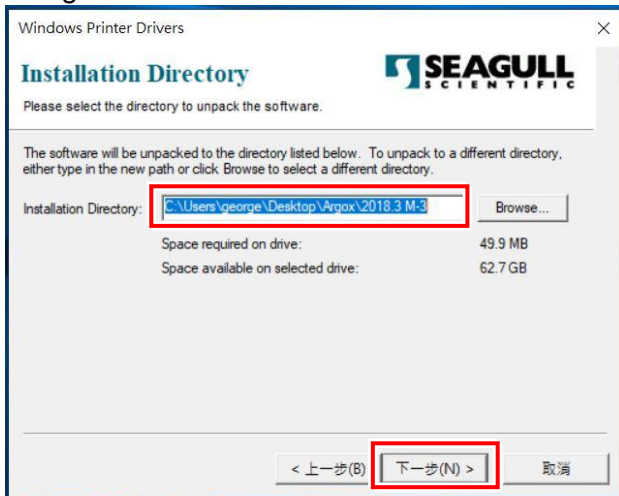 Windows Printer Drivers
Installation Directory
SEAGULL
SCIENTIFIC
Please select the directory to unpack the software.
The software will be unpacked to the directory listed below. To unpack to a different directory,
either type in the new path or click Browse to select a different directory.
Installation Directory:
C:\Users\george\Desktop\Argox\2018.3 M-3
Browse...
Space required on drive:
49.9 MB
Space available on selected drive:
62.7 GB
< 上一步(B)
下一步(N) >
取消